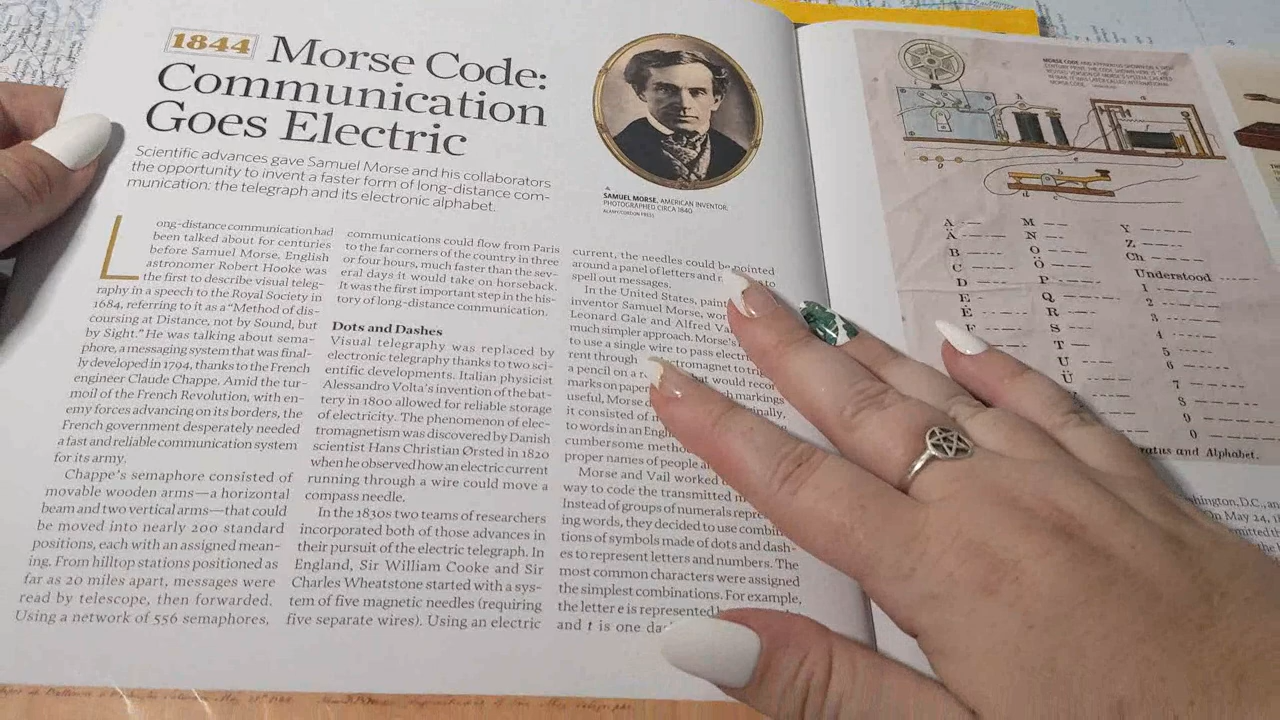 1844 Morse Code:
Communication
Goes Electric
Scientific advances gave Samuel Morse and his collaborators
the opportunity to invent a faster form of long-distance com-
munication: the telegraph and its electronic alphabet.
SAMUEL MORSE, AMERICAN INVENTOR,
PHOTOGRAPHED CIRCA 1840
ALAMY/CORDON PRESS
Long-distance communication had
been talked about for centuries
before Samuel Morse. English
astronomer Robert Hooke was
the first to describe visual teleg-
raphy in a speech to the Royal Society in
1684, referring to it as a “Method of dis-
coursing at Distance, not by Sound, but
by Sight.” He was talking about sema-
phore, a messaging system that was final-
ly developed in 1794, thanks to the French
engineer Claude Chappe. Amid the tur-
moil of the French Revolution, with en-
emy forces advancing on its borders, the
French government desperately needed
a fast and reliable communication system
for its army.
Chappe’s semaphore consisted of
movable wooden arms—a horizontal
beam and two vertical arms—that could
be moved into nearly 200 standard
positions, each with an assigned mean-
ing. From hilltop stations positioned as
far as 20 miles apart, messages were
read by telescope, then forwarded.
Using a network of 556 semaphores,
communications could flow from Paris
to the far corners of the country in three
or four hours, much faster than the sev-
eral days it would take on horseback.
It was the first important step in the his-
tory of long-distance communication.
Dots and Dashes
Visual telegraphy was replaced by
electronic telegraphy thanks to two sci-
entific developments. Italian physicist
Alessandro Volta’s invention of the bat-
tery in 1800 allowed for reliable storage
of electricity. The phenomenon of elec-
tromagnetism was discovered by Danish
scientist Hans Christian Ørsted in 1820
when he observed how an electric current
running through a wire could move a
compass needle.
In the 1830s two teams of researchers
incorporated both of those advances in
their pursuit of the electric telegraph. In
England, Sir William Cooke and Sir
Charles Wheatstone started with a sys-
tem of five magnetic needles (requiring
five separate wires). Using an electric
current, the needles could be pointed
around a panel of letters and to
spell out messages.
In the United States,
inventor Samuel Morse,
Leonard Gale and Alfred
much simpler approach. Morse’s
to use a single wire to pass
rent through
a pencil on a would
marks on paper markings
useful, Morse
it consisted of
to words in
cumbersome
proper names of people
Morse and Vail worked
way to code the transmitted
Instead of groups of numerals
ing words, they decided to use combin
tions of symbols made of dots and dash-
es to represent letters and numbers. The
most common characters were assigned
the simplest combinations. For example,
the letter e is represented
and t is one
MORSE CODE
A
Ä
B
C
D
E
F
M
N
O
Ö
P
Q
R
S
T
U
Ü
Y
Z
Ch
Understood
1
2
3
4
5
6
7
8
9
0
and Alphabet.
D.C., and
On May 24,